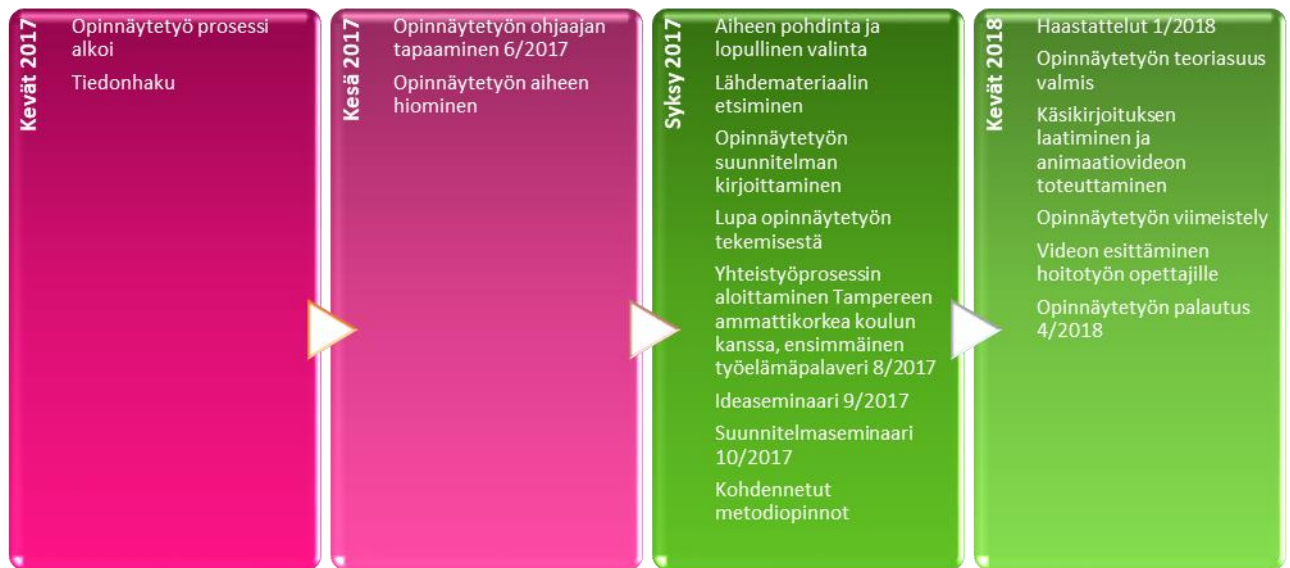 Kevät 2017
Opinnäytetyö prosessi
alkoi
Tiedonhaku
Kesä 2017
Opinnäytetyön ohjaajan
tapaaminen 6/2017
Opinnäytetyön aiheen
hiominen
Syksy 2017
Aiheen pohdinta ja
lopullinen valinta
Lähdemateriaalin
etsiminen
Opinnäytetyön
suunnitelman
kirjoittaminen
Lupa opinnäytetyön
tekemisestä
Yhteistyöprosessin
aloittaminen Tampereen
ammattikorkea koulun
kanssa, ensimmäinen
työelämäpalaveri 8/2017
Ideaseminaari 9/2017
Suunnitelmaseminaari
10/2017
Kohdennetut
metodiopinnot
Kevät 2018
Haastattelut 1/2018
Opinnäytetyön teoriasuus
valmis
Käsikirjoituksen
laatiminen ja
animaatiovideon
toteuttaminen
Opinnäytetyön viimeistely
Videon esittäminen
hoitotyön opettajille
Opinnäytetyön palautus
4/2018